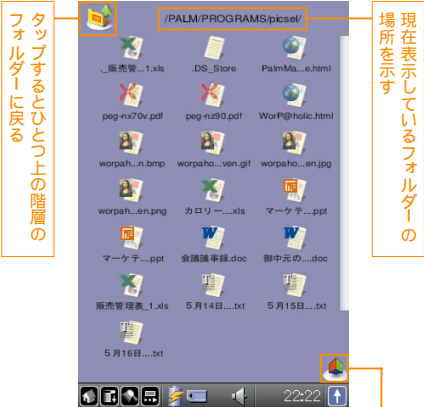 タップするとひとつ上の階層の
フォルダーに戻る
/PALM/PROGRAMS/picsel/
現在表示しているフォルダーの
場所を示す
._販売管...1.xls
.DS_Store
PalmMa...e.html
peg-nx70v.pdf
peg-nz90.pdf
WorP@holic.html
worpah...n.bmp
worpaho...ven.gif
worpaho...en.jpg
worpah...en.png
カロリー...xls
マーケテ....ppt
マーケテ....ppt
会議議事録.doc
御中元の....doc
販売管理表_1.xls
５月14日....txt
５月15日....txt
５月16日....txt
22:22